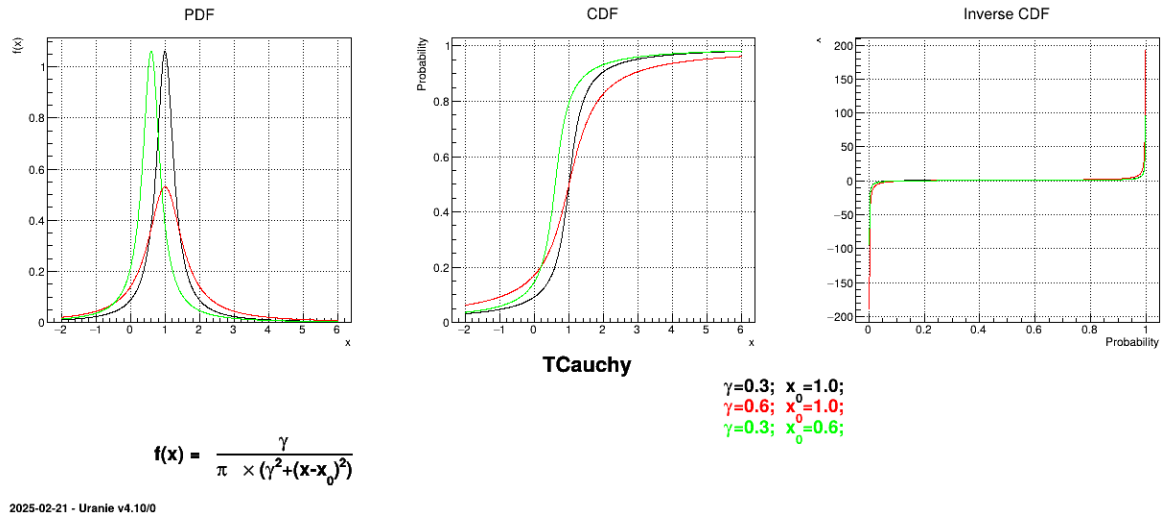 PDF
CDF
Inverse CDF
f(x)
1
0.8
0.6
0.4
0.2
0
−2 −1 0 1 2 3 4 5 6
x
Probability
1
0.8
0.6
0.4
0.2
0
−2 −1 0 1 2 3 4 5 6
x
200
150
100
50
0
−50
−100
−150
−200
0 0.2 0.4 0.6 0.8 1
Probability
TCauchy
γ=0.3; x₀=1.0;
γ=0.6; x₀=1.0;
γ=0.3; x₀=0.6;
f(x) = γ
π × (γ²+(x-x₀)²)
2025-02-21 - Uranie v4.10/0